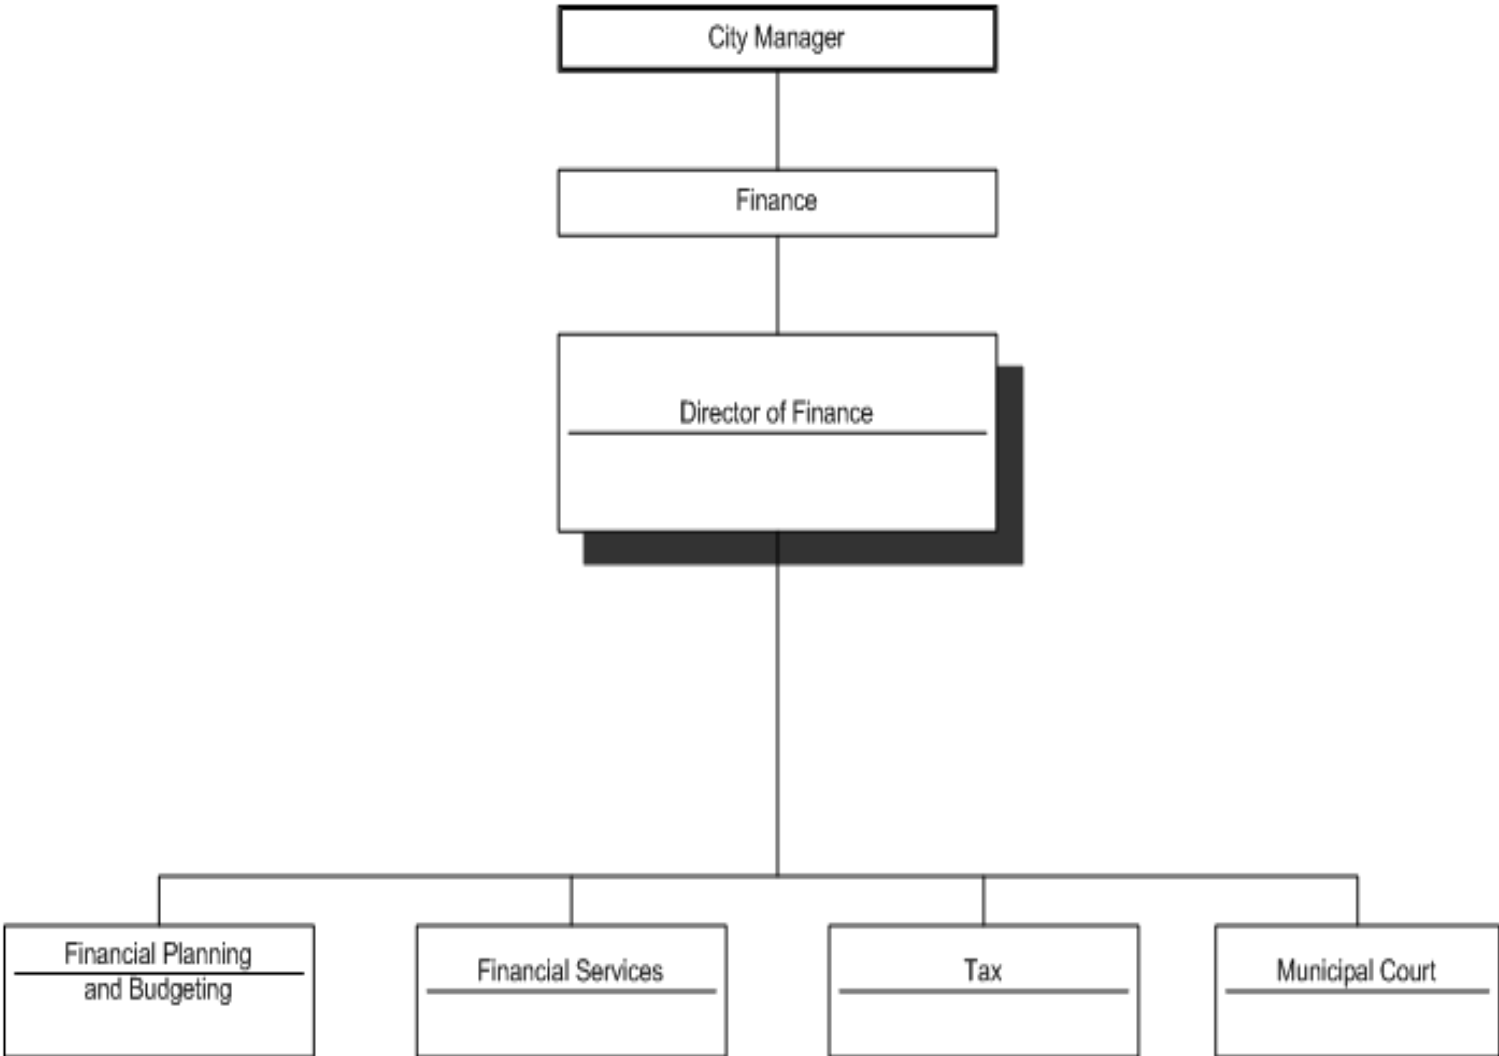 City Manager
Finance
Director of Finance
Financial Planning
and Budgeting
Financial Services
Tax
Municipal Court